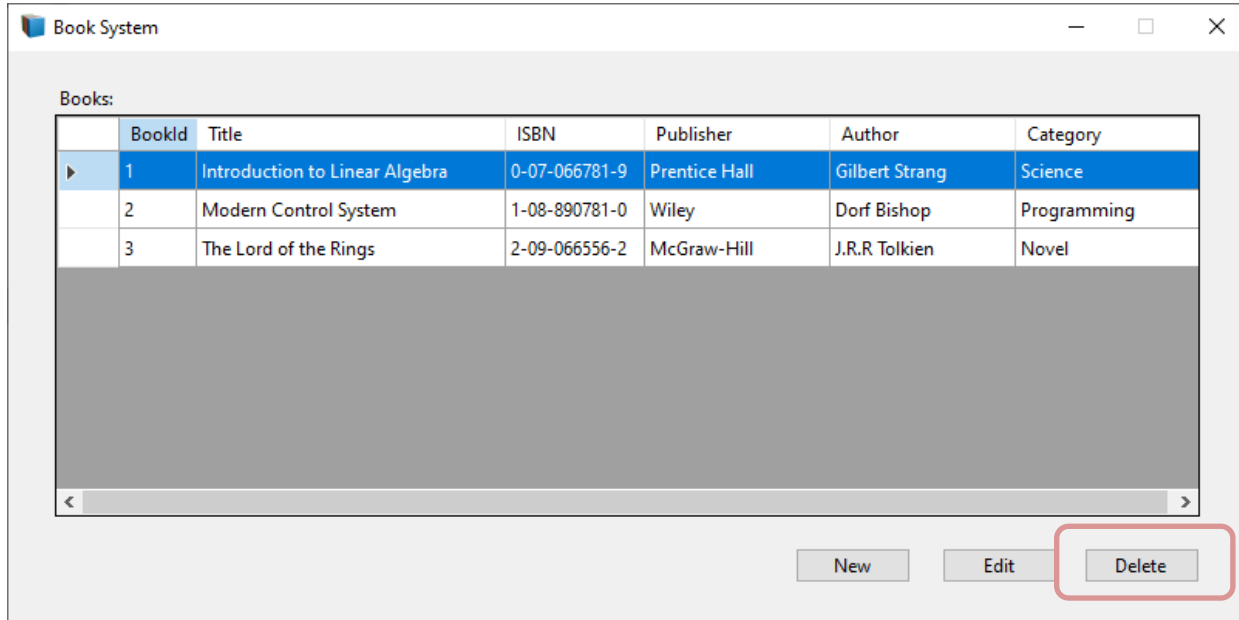 Book System
Books:
BookId Title ISBN Publisher Author Category
1 Introduction to Linear Algebra 0-07-066781-9 Prentice Hall Gilbert Strang Science
2 Modern Control System 1-08-890781-0 Wiley Dorf Bishop Programming
3 The Lord of the Rings 2-09-066556-2 McGraw-Hill J.R.R Tolkien Novel
New Edit Delete